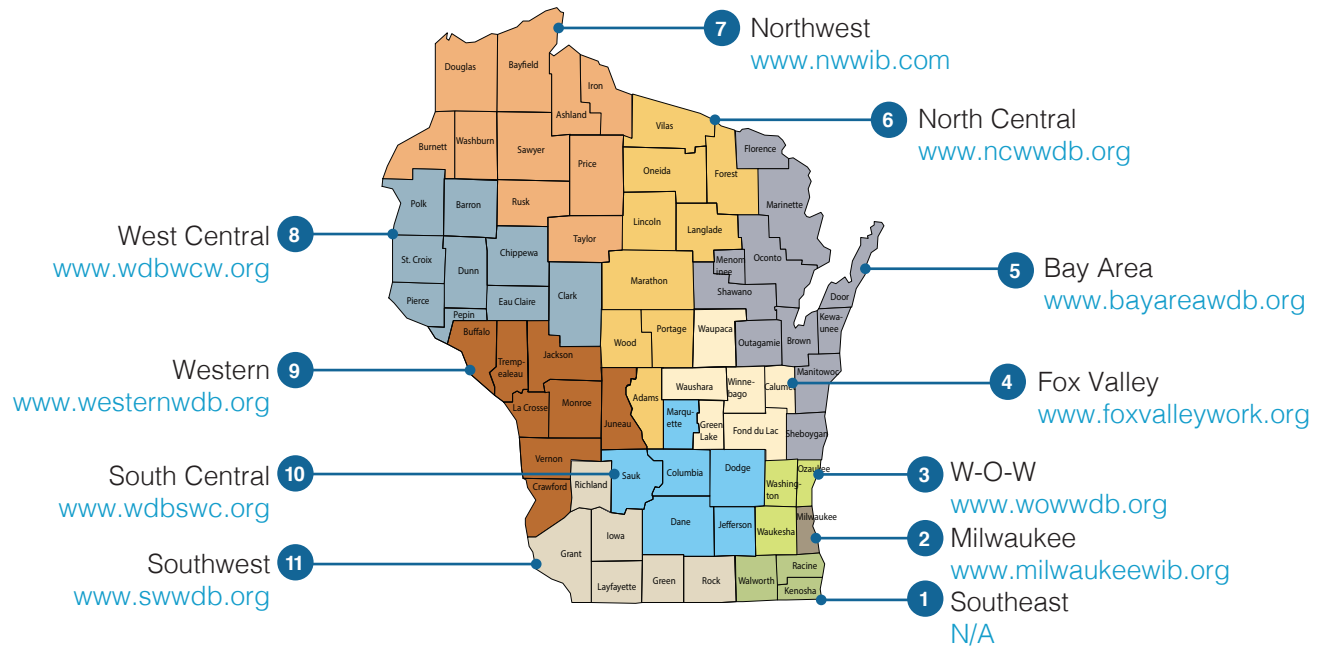 7 Northwest
www.nwwib.com
6 North Central
www.ncwwdb.org
8 West Central
www.wdbwcw.org
5 Bay Area
www.bayareawdb.org
9 Western
www.westernwdb.org
4 Fox Valley
www.foxvalleywork.org
10 South Central
www.wdbswc.org
3 W-O-W
www.wowwdb.org
2 Milwaukee
www.milwaukeewib.org
11 Southwest
www.swwdb.org
1 Southeast
N/A
Douglas
Bayfield
Iron
Ashland
Vilas
Burnett
Washburn
Sawyer
Price
Florence
Oneida
Forest
Polk
Barron
Rusk
Marinette
Lincoln
Langlade
Taylor
Chippewa
St. Croix
Dunn
Menom
inee
Oconto
Marathon
Clark
Shawano
Pierce
Eau Claire
Door
Pepin
Buffalo
Kewa-
unee
Wood
Portage
Waupaca
Outagamie
Brown
Tremp-
ealeau
Jackson
Manitowoc
Waushara
Winne-
bago
Calumet
Adams
La Crosse
Monroe
Juneau
Marqu-
ette
Green
Lake
Fond du Lac
Sheboygan
Vernon
Richland
Sauk
Columbia
Dodge
Ozaukee
Washing-
ton
Crawford
Dane
Jefferson
Waukesha
Milwaukee
Grant
Iowa
Layfayette
Green
Rock
Walworth
Racine
Kenosha